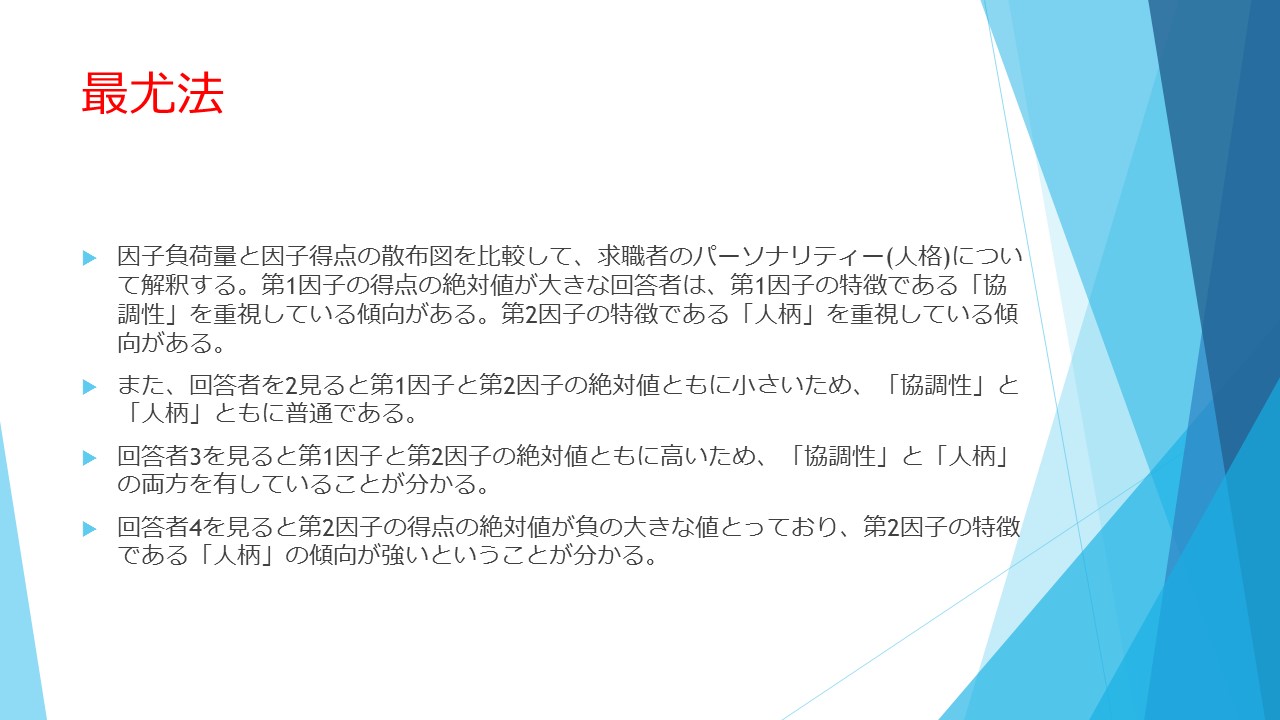 最尤法
因子負荷量と因子得点の散布図を比較して、求職者のパーソナリティー(人格)につい
て解釈する。第1因子の得点の絶対値が大きな回答者は、第1因子の特徴である「協
調性」を重視している傾向がある。第2因子の特徴である「人柄」を重視している傾
向がある。
また、回答者を2見ると第1因子と第2因子の絶対値ともに小さいため、「協調性」と
「人柄」ともに普通である。
回答者3を見ると第1因子と第2因子の絶対値ともに高いため、「協調性」と「人柄」
の両方を有していることが分かる。
回答者4を見ると第2因子の得点の絶対値が負の大きな値とっており、第2因子の特徴
である「人柄」の傾向が強いということが分かる。